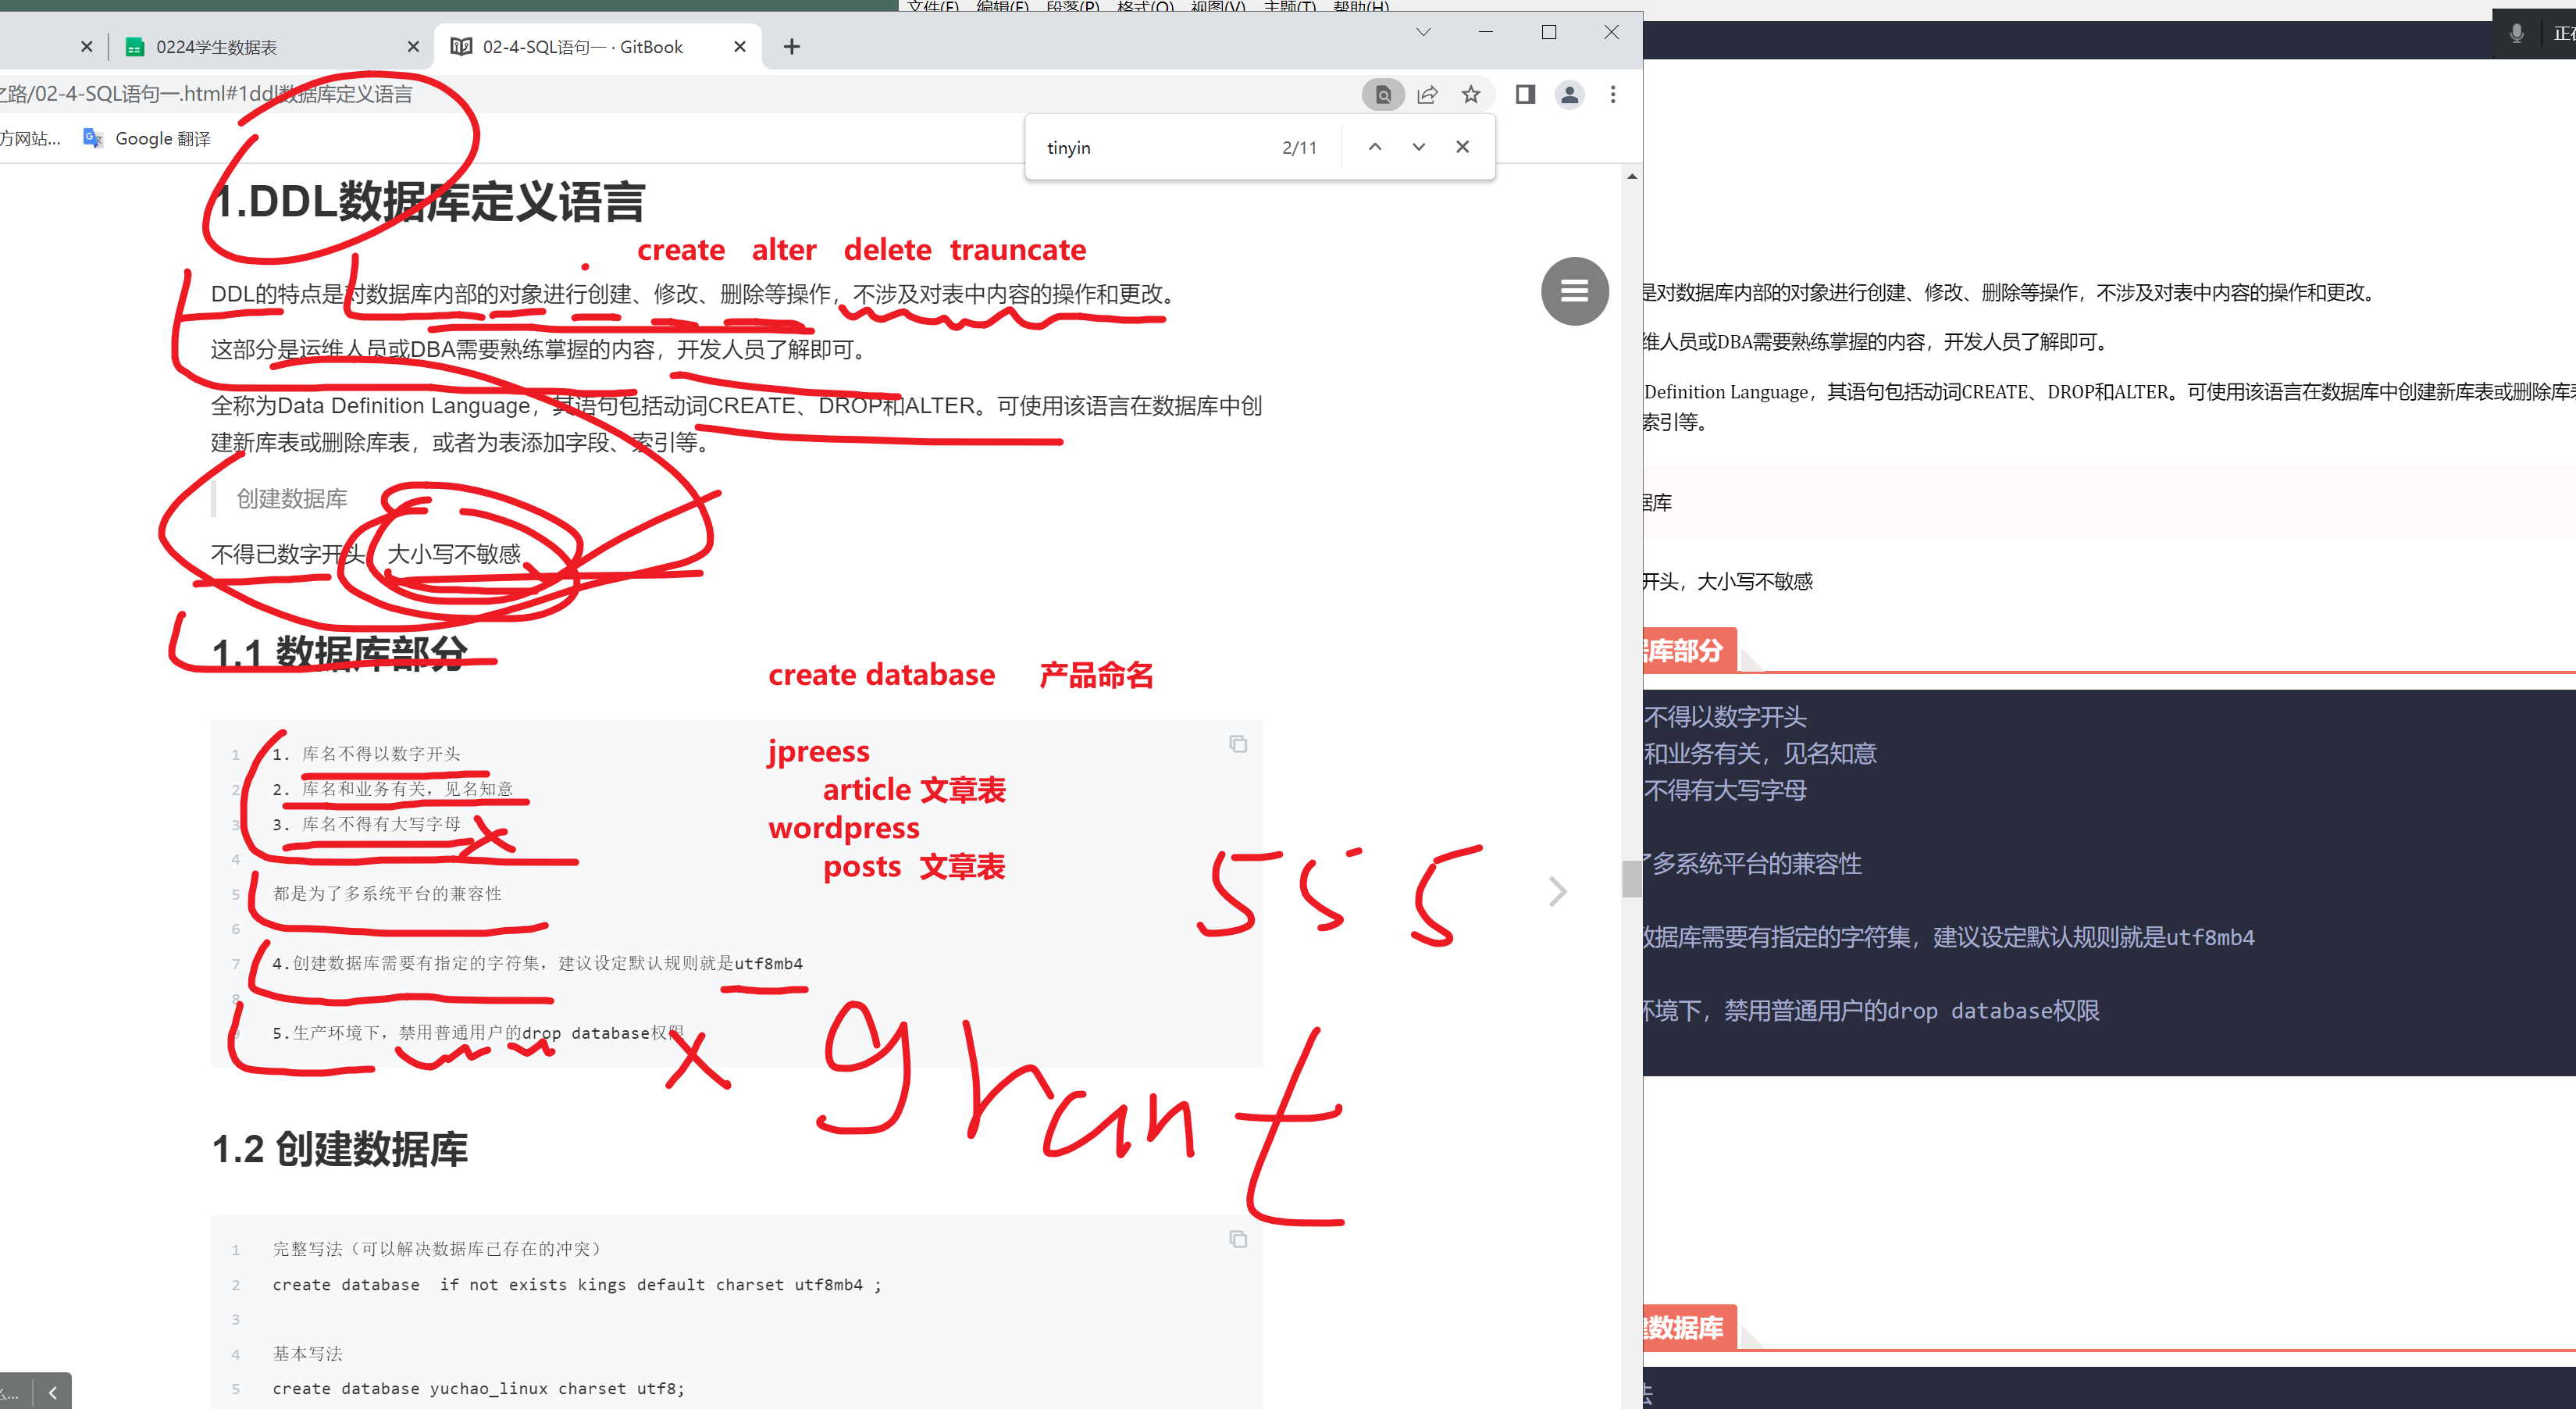 文件(F) 编辑(E) 段落(P) 格式(O) 视图(V) 主题(T) 帮助(H)
0224学生数据表
02-4-SQL语句一 · GitBook
之路/02-4-SQL语句一.html#1ddl数据库定义语言
方网站...
Google 翻译
tinyin 2/11
1.DDL数据库定义语言
create alter delete trauncate
DDL的特点是对数据库内部的对象进行创建、修改、删除等操作，不涉及对表中内容的操作和更改。
这部分是运维人员或DBA需要熟练掌握的内容，开发人员了解即可。
全称为Data Definition Language，其语句包括动词CREATE、DROP和ALTER。可使用该语言在数据库中创
建新库表或删除库表，或者为表添加字段、索引等。
创建数据库
不得已数字开头 大小写不敏感
1.1 数据库部分
create database 产品命名
1 1. 库名不得以数字开头
2 2. 库名和业务有关，见名知意
3 3. 库名不得有大写字母
4
5 都是为了多系统平台的兼容性
6
7 4.创建数据库需要有指定的字符集，建议设定默认规则就是utf8mb4
8
5.生产环境下，禁用普通用户的drop database权限
jpreess
article 文章表
wordpress
posts 文章表
grant
1.2 创建数据库
1 完整写法（可以解决数据库已存在的冲突）
2 create database if not exists kings default charset utf8mb4 ;
3
4 基本写法
5 create database yuchao_linux charset utf8;
是对数据库内部的对象进行创建、修改、删除等操作，不涉及对表中内容的操作和更改。
维人员或DBA需要熟练掌握的内容，开发人员了解即可。
Definition Language，其语句包括动词CREATE、DROP和ALTER。可使用该语言在数据库中创建新库表或删除库
索引等。
据库
开头，大小写不敏感
据库部分
不得以数字开头
和业务有关，见名知意
不得有大写字母
了多系统平台的兼容性
数据库需要有指定的字符集，建议设定默认规则就是utf8mb4
环境下，禁用普通用户的drop database权限
建数据库
法